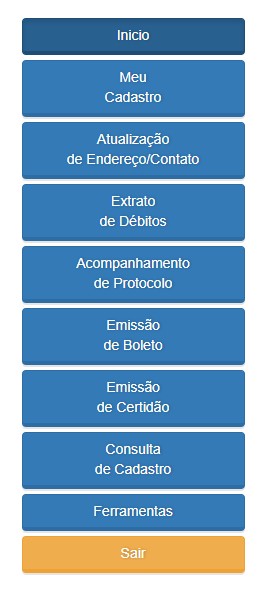 Inicio
Meu
Cadastro
Atualização
de Endereço/Contato
Extrato
de Débitos
Acompanhamento
de Protocolo
Emissão
de Boleto
Emissão
de Certidão
Consulta
de Cadastro
Ferramentas
Sair